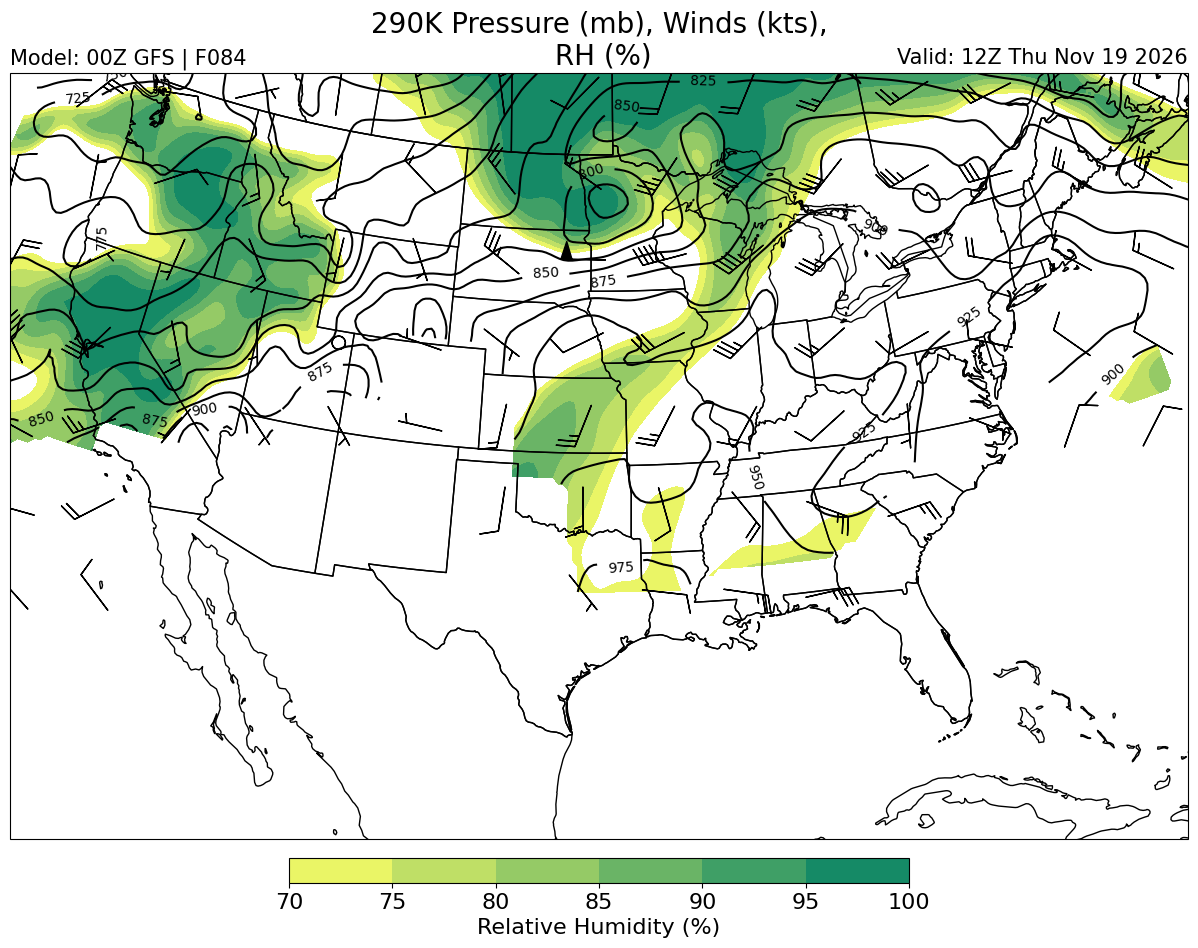 290K Pressure (mb), Winds (kts),
RH (%)
Model: 00Z GFS | F084
Valid: 12Z Thu Nov 19 2026
725
825
850
800
775
900
850
875
925
875
900
850
875
900
925
950
975
70 75 80 85 90 95 100
Relative Humidity (%)